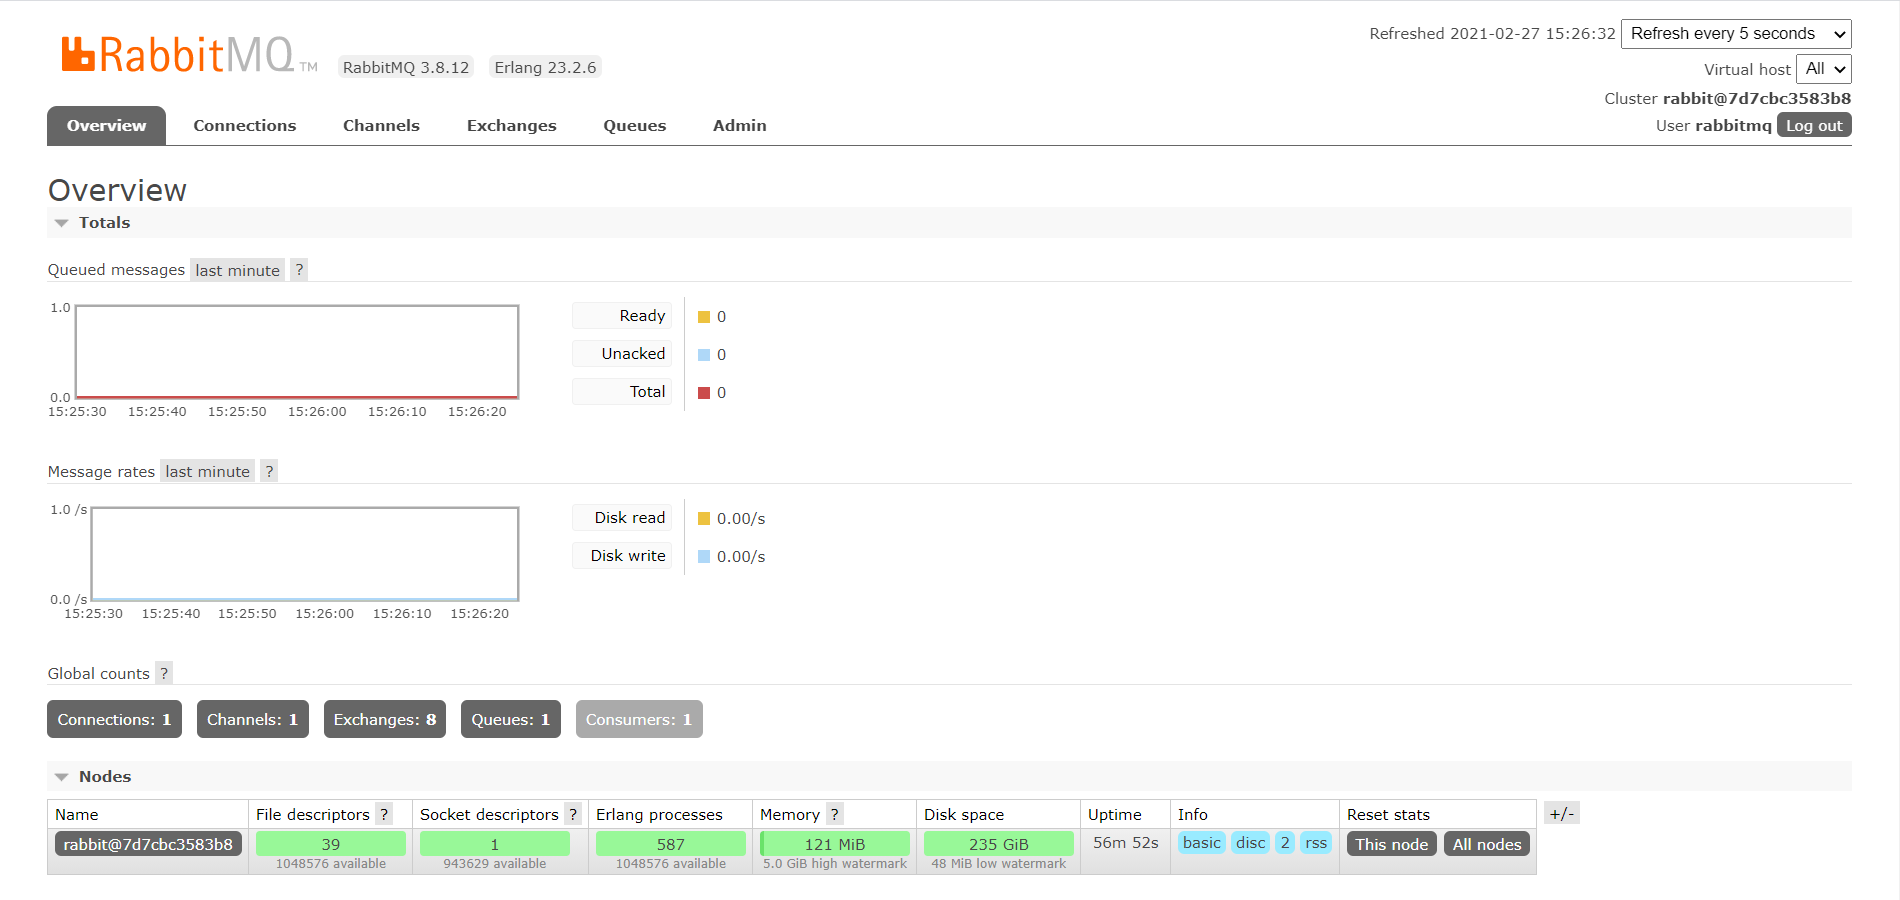 RabbitMQ TM RabbitMQ 3.8.12 Erlang 23.2.6
Refreshed 2021-02-27 15:26:32 Refresh every 5 seconds
Virtual host All
Cluster rabbit@7d7cbc3583b8
User rabbitmq Log out
Overview Connections Channels Exchanges Queues Admin
Overview
Totals
Queued messages last minute ?
1.0
0.0
15:25:30 15:25:40 15:25:50 15:26:00 15:26:10 15:26:20
Ready 0
Unacked 0
Total 0
Message rates last minute ?
1.0 /s
0.0 /s
15:25:30 15:25:40 15:25:50 15:26:00 15:26:10 15:26:20
Disk read 0.00/s
Disk write 0.00/s
Global counts ?
Connections: 1 Channels: 1 Exchanges: 8 Queues: 1 Consumers: 1
Nodes
Name File descriptors ? Socket descriptors ? Erlang processes Memory ? Disk space Uptime Info Reset stats +/-
rabbit@7d7cbc3583b8 39 1 587 121 MiB 235 GiB 56m 52s basic disc 2 rss This node All nodes
1048576 available 943629 available 1048576 available 5.0 GiB high watermark 48 MiB low watermark